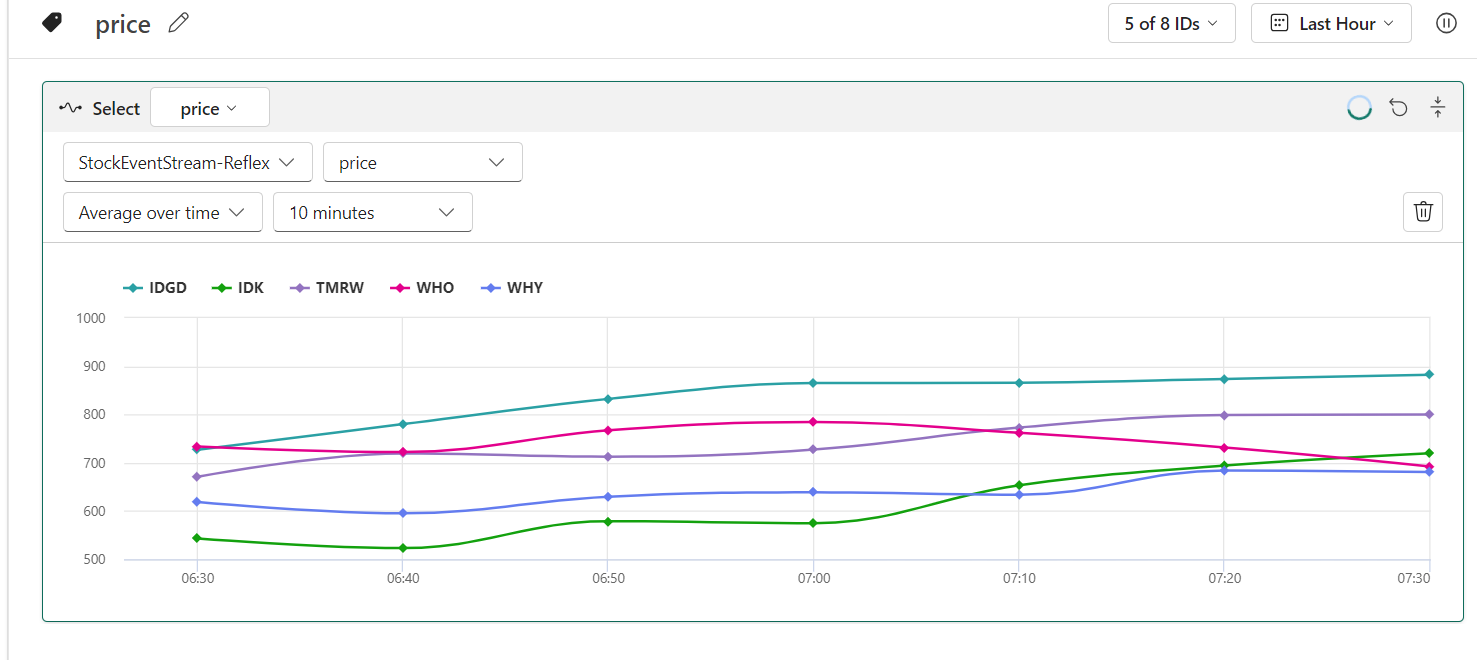 price
5 of 8 IDs
Last Hour
Select
price
StockEventStream-Reflex
price
Average over time
10 minutes
IDGD
IDK
TMRW
WHO
WHY
1000
900
800
700
600
500
06:30
06:40
06:50
07:00
07:10
07:20
07:30